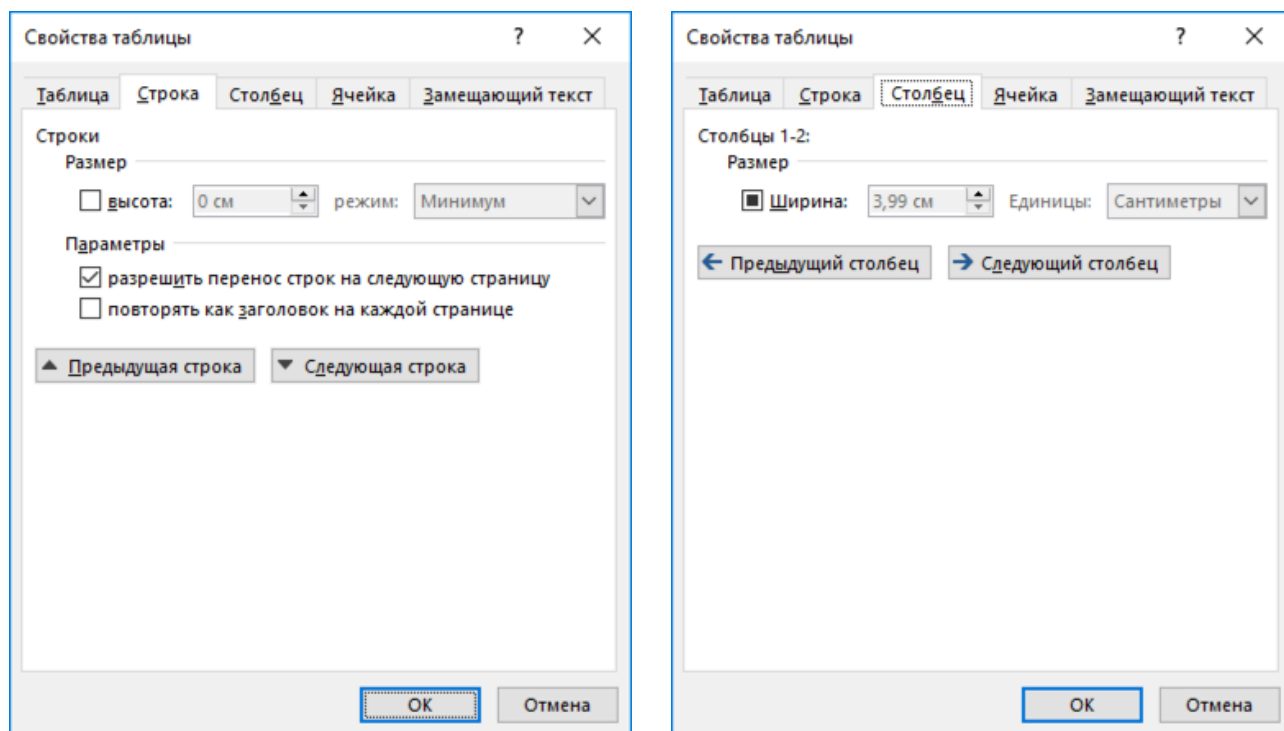 Свойства таблицы ?
Таблица Строка Столбец Ячейка Замещающий текст
Строки
Размер
высота: 0 см режим: Минимум
Параметры
разрешить перенос строк на следующую страницу
повторять как заголовок на каждой странице
Предыдущая строка Следующая строка
ОК Отмена
Свойства таблицы ?
Таблица Строка Столбец Ячейка Замещающий текст
Столбцы 1-2:
Размер
Ширина: 3,99 см Единицы: Сантиметры
Предыдущий столбец Следующий столбец
ОК Отмена